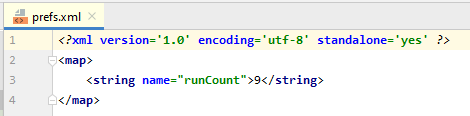 prefs.xml
1 <?xml version='1.0' encoding='utf-8' standalone='yes' ?>
2 <map>
3     <string name="runCount">9</string>
4 </map>